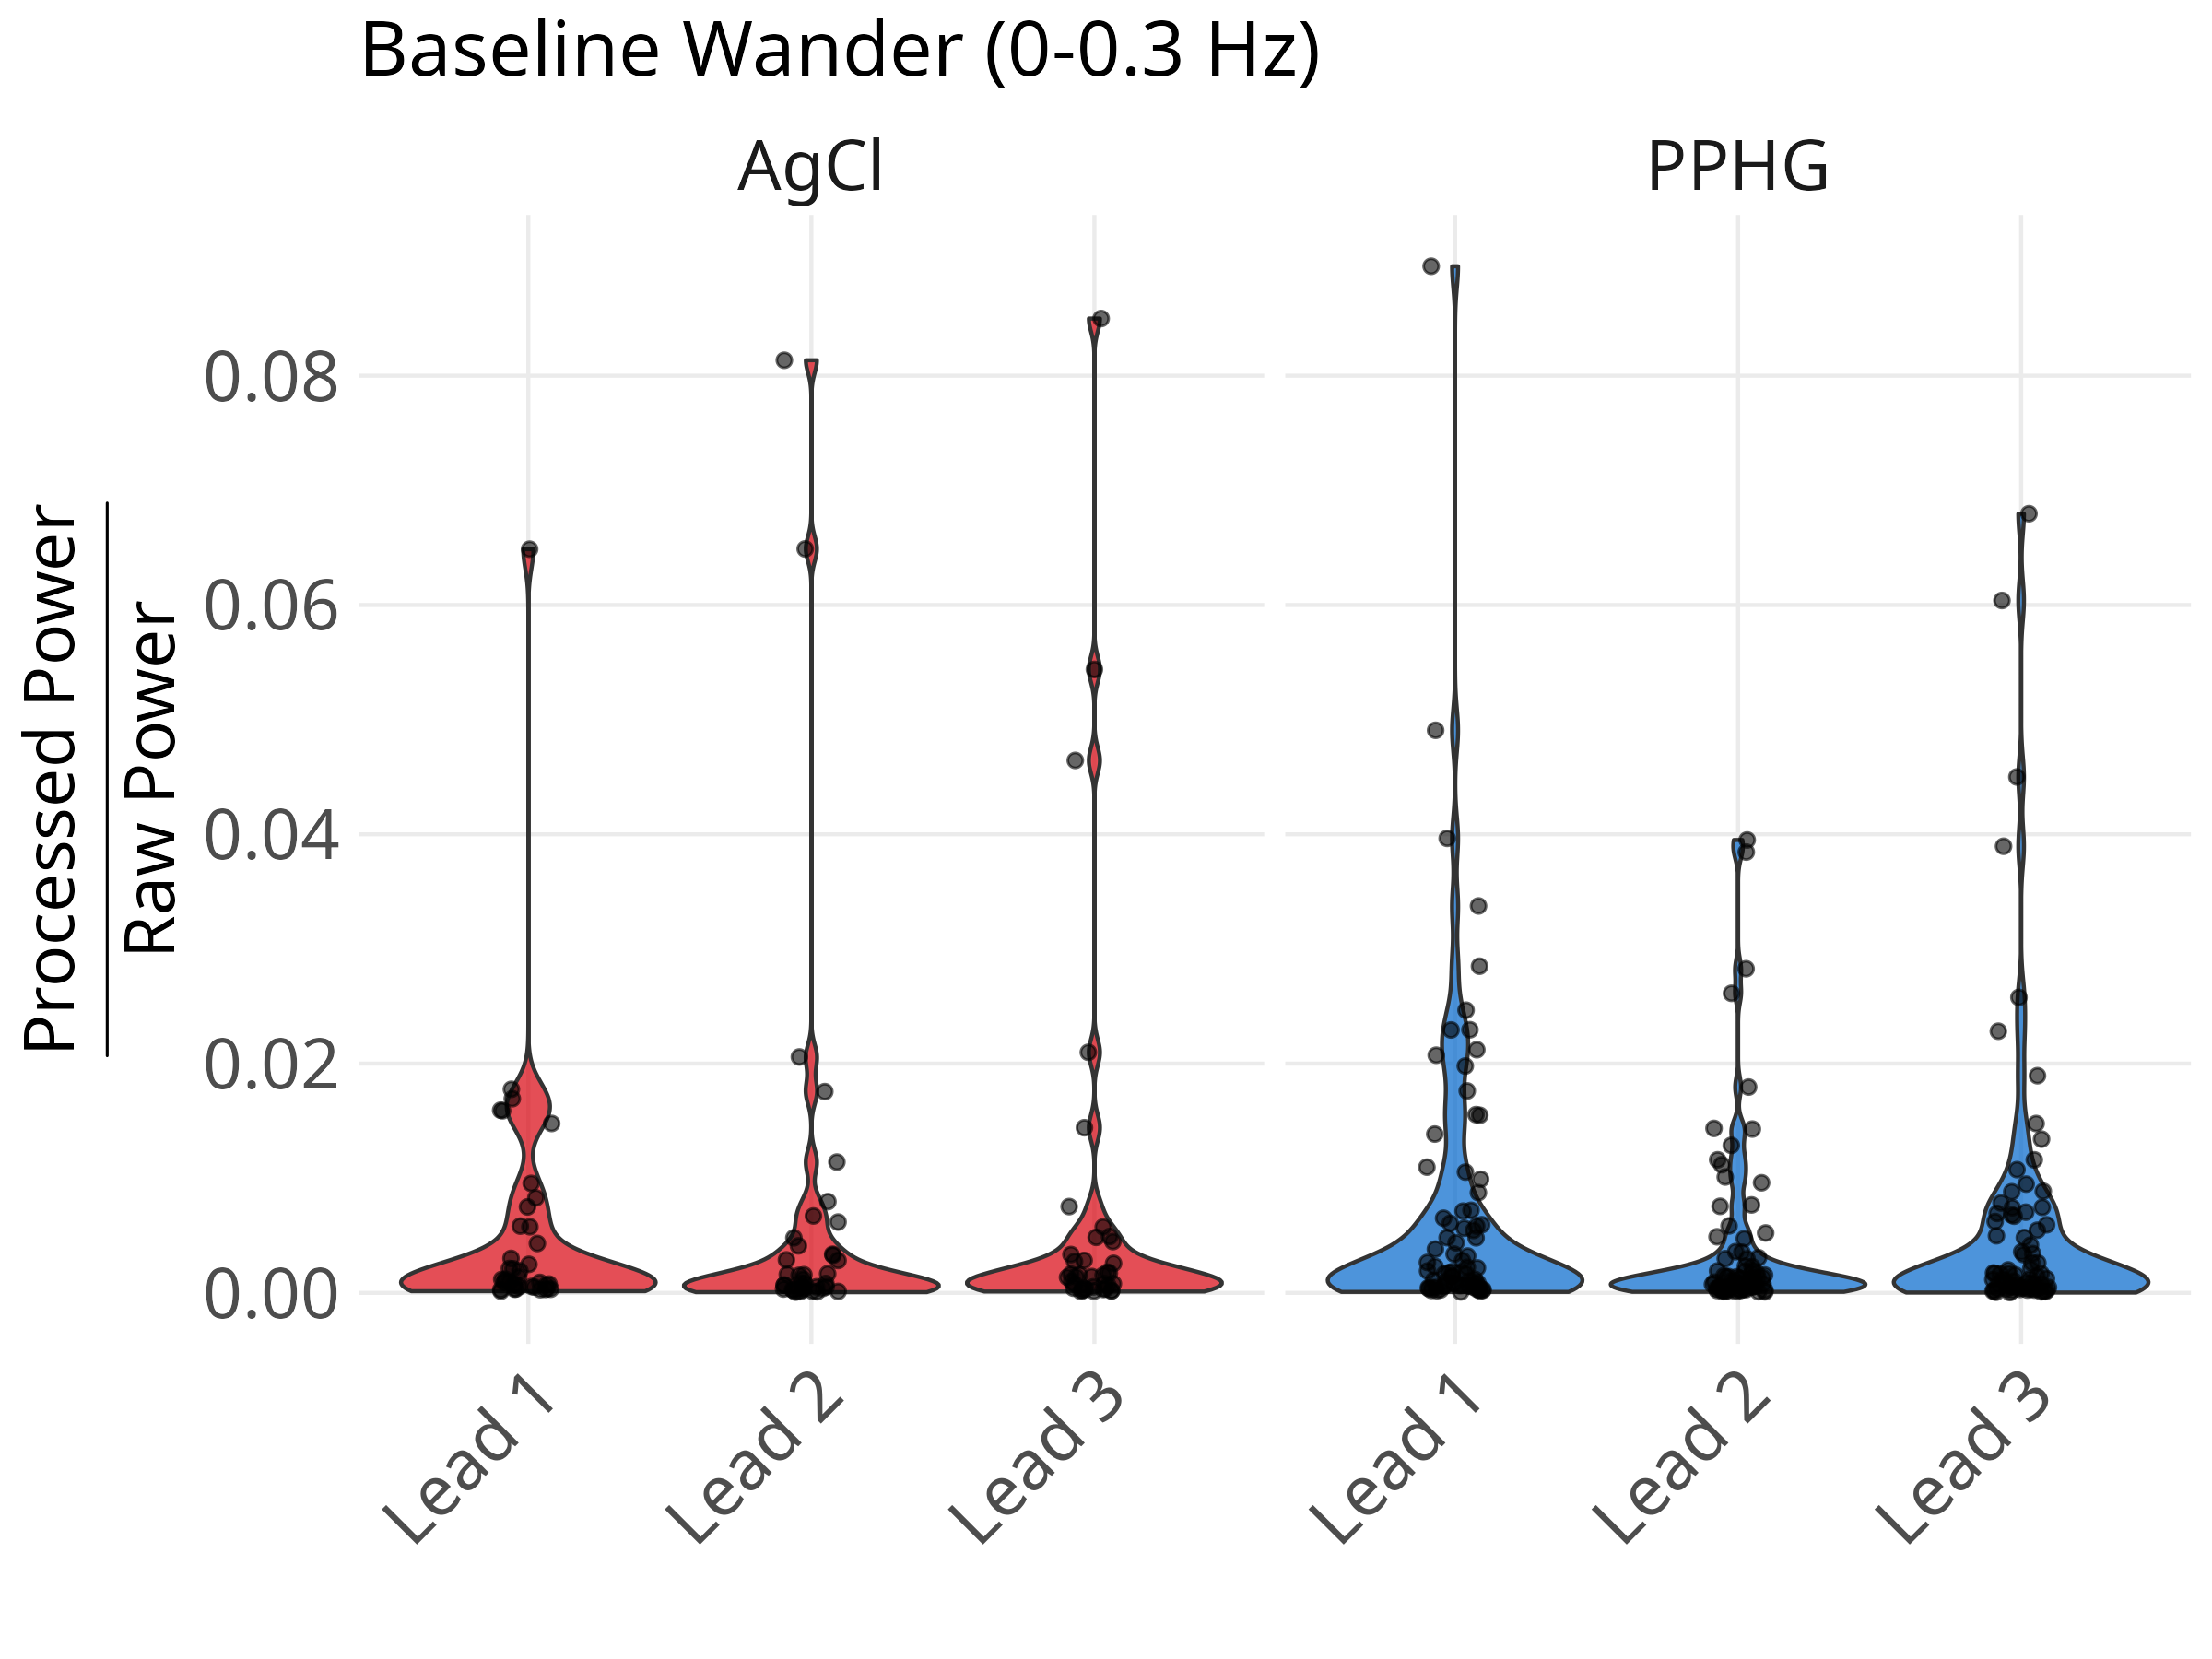 Baseline Wander (0-0.3 Hz)
AgCl
PPHG
Processed Power
Raw Power
0.08
0.06
0.04
0.02
0.00
Lead 1
Lead 2
Lead 3
Lead 1
Lead 2
Lead 3